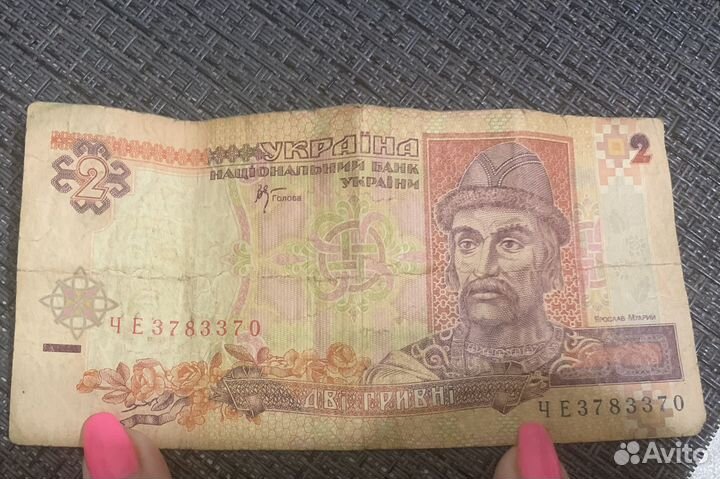 2
УКРАЇНА
НАЦІОНАЛЬНИЙ БАНК
УКРАЇНИ
Голова
2
ЯРОСЛАВ МУДРИЙ
ЧЕ3783370
ДВІ ГРИВНІ
ЧЕ3783370
Avito